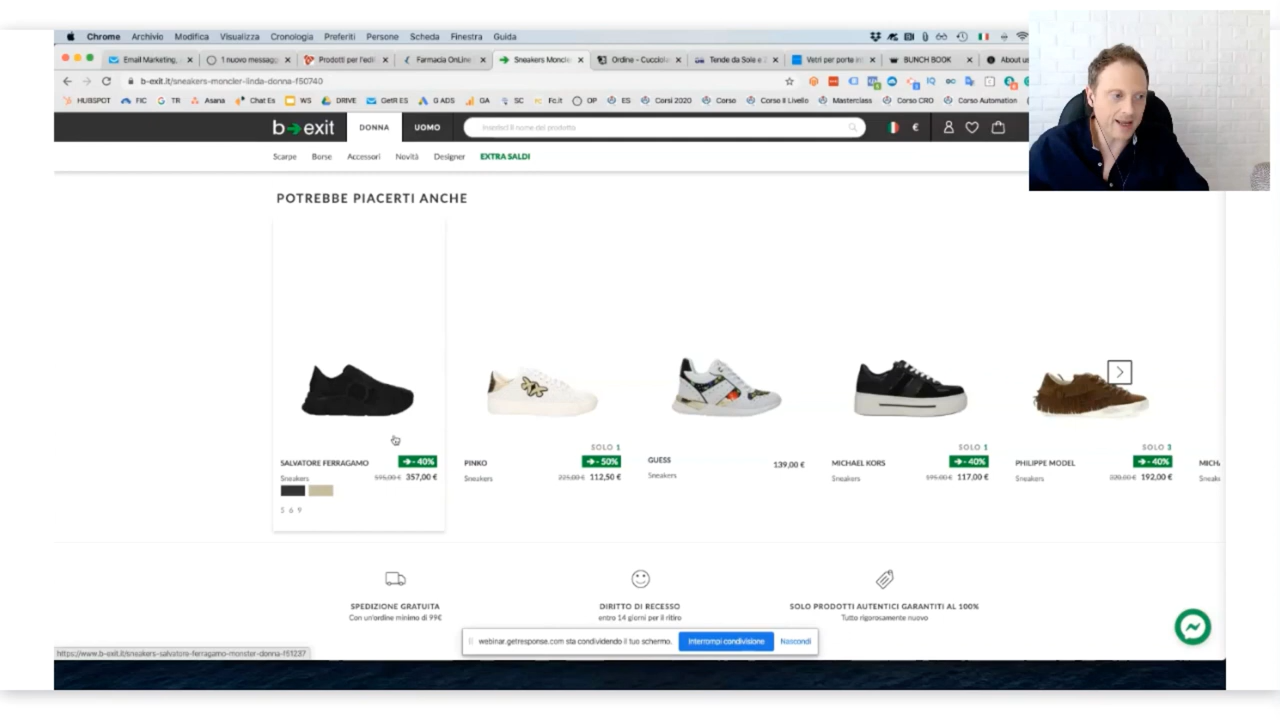 Chrome Archivio Modifica Visualizza Cronologia Preferiti Persone Scheda Finestra Guida
Email Marketing, 1 nuovo messagg Prodotti per l'edi Farmacia OnLine Sneakers Moncle Ordine - Cucciole Tende da Sole e Vetri per porte in BUNCH BOOK About u
b-exit.it/sneakers-moncler-linda-donna-f50740
HUBSPOT FIC TR Asana Chat Es WS DRIVE GetR ES G ADS GA SC Fc.it OP ES Corsi 2020 Corso Corso II Livello Masterclass Corso CRO Corso Automation
b exit DONNA UOMO Inserisci il nome del prodotto €
Scarpe Borse Accessori Novità Designer EXTRA SALDI
POTREBBE PIACERTI ANCHE
SOLO 1 SOLO 1 SOLO 3
SALVATORE FERRAGAMO - 40% PINKO - 50% GUESS 139,00 € MICHAEL KORS - 40% PHILIPPE MODEL - 40% MICH
Sneakers 595,00 € 357,00 € Sneakers 225,00 € 112,50 € Sneakers Sneakers 195,00 € 117,00 € Sneakers 320,00 € 192,00 € Sneak
5 6 9
SPEDIZIONE GRATUITA DIRITTO DI RECESSO SOLO PRODOTTI AUTENTICI GARANTITI AL 100%
Con un'ordine minimo di 99€ entro 14 giorni per il ritiro Tutto rigorosamente nuovo
webinar.getresponse.com sta condividendo il tuo schermo. Interrompi condivisione Nascondi
https://www.b-exit.it/sneakers-salvatore-ferragamo-monster-donna-f51237